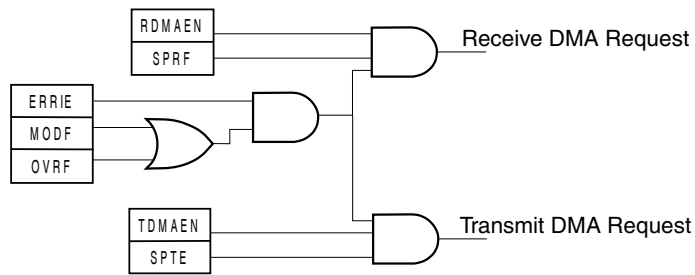 RDMAEN
SPRF
Receive DMA Request
ERRIE
MODF
OVRF
TDMAEN
SPTE
Transmit DMA Request